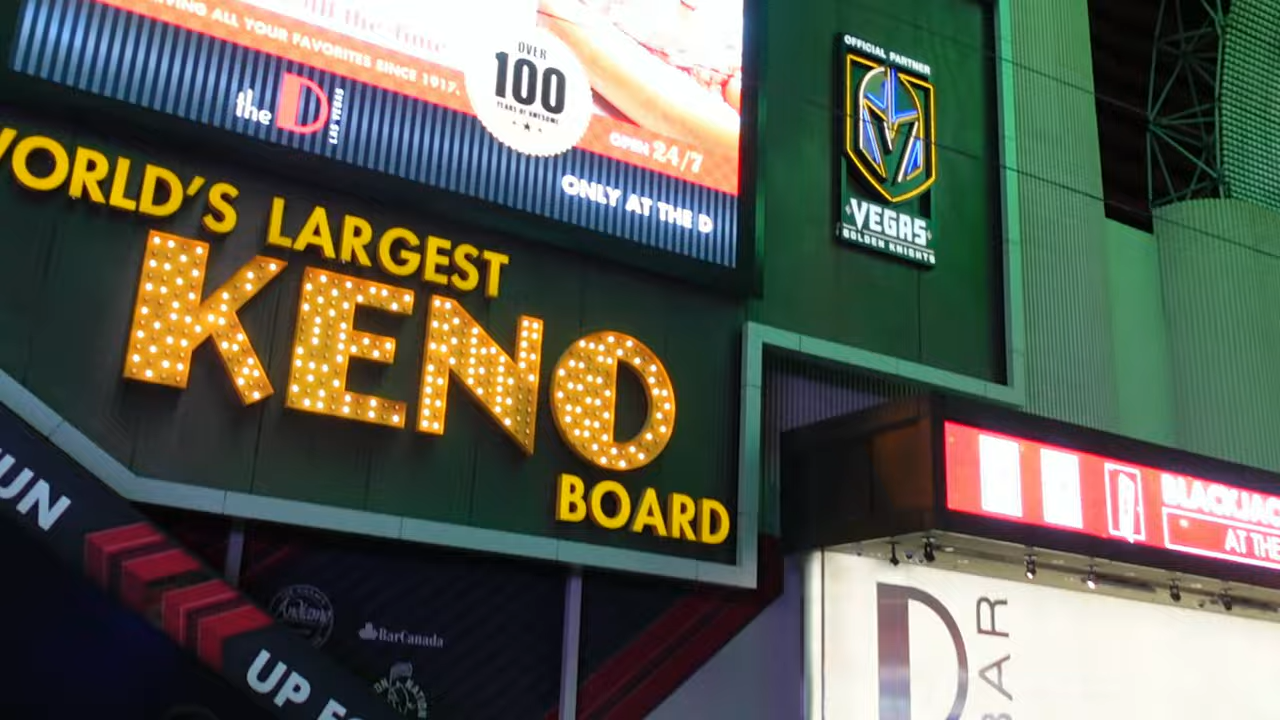 ALL YOUR FAVORITES SINCE 1917.
OVER
100
YEARS OF AWESOME
the D
LAS VEGAS
OPEN 24/7
ONLY AT THE D
OFFICIAL PARTNER
VEGAS
GOLDEN KNIGHTS
WORLD'S LARGEST
KENO
BOARD
UN
BarCanada
UP
BLACKJAC
AT THE
D
BAR